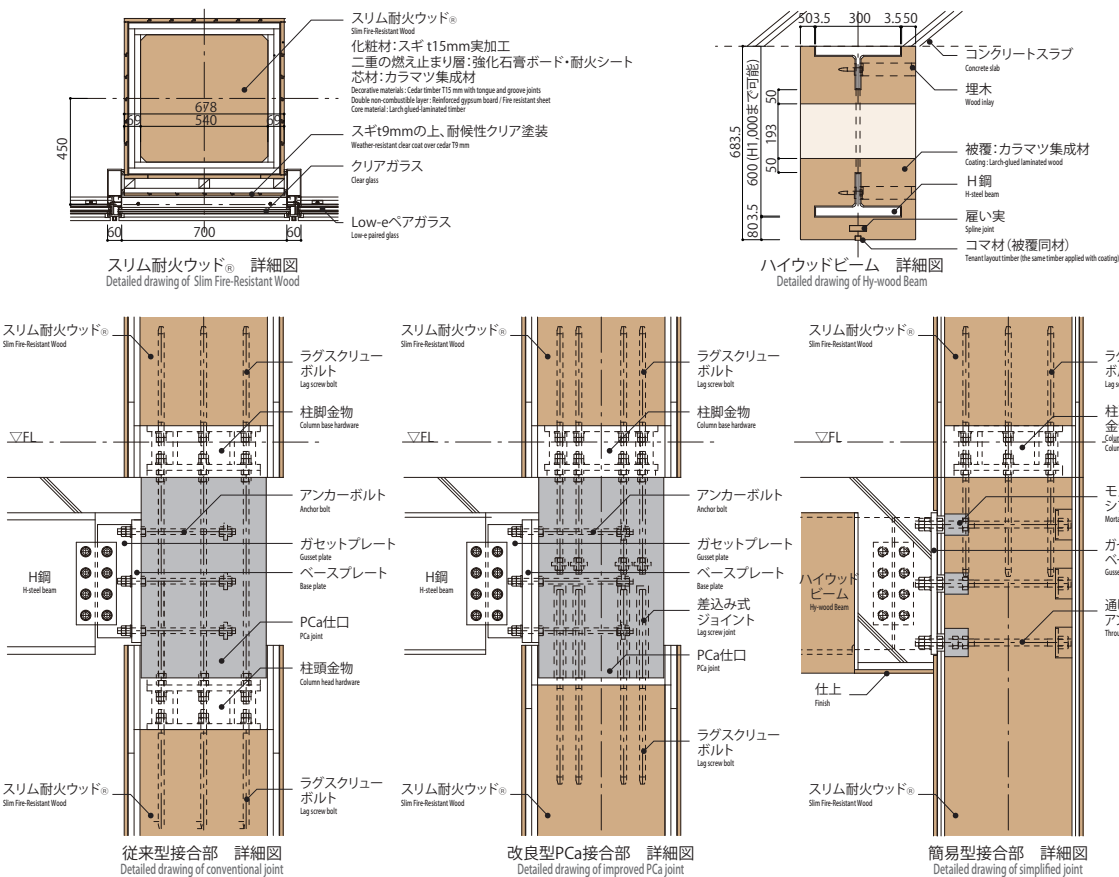 スリム耐火ウッド®
Slim Fire-Resistant Wood
化粧材：スギ t15mm実加工
二重の燃え止まり層：強化石膏ボード・耐火シート
芯材：カラマツ集成材
Decorative materials : Cedar timber T15 mm with tongue and groove joints
Double non-combustible layer : Reinforced gypsum board / Fire resistant sheet
Core material : Larch glued-laminated timber
678
69 540 69
450
スギt9mmの上、耐候性クリア塗装
Weather-resistant clear coat over cedar T9 mm
クリアガラス
Clear glass
Low-eペアガラス
Low-e paired glass
60 700 60
スリム耐火ウッド® 詳細図
Detailed drawing of Slim Fire-Resistant Wood
503.5 300 3.550
コンクリートスラブ
Concrete slab
埋木
Wood inlay
683.5
600 (H1,000まで可能)
50
193
50
803.5
被覆：カラマツ集成材
Coating : Larch-glued laminated wood
H鋼
H-steel beam
雇い実
Spline joint
コマ材（被覆同材）
Tenant layout timber (the same timber applied with coating)
ハイウッドビーム 詳細図
Detailed drawing of Hy-wood Beam
スリム耐火ウッド®
Slim Fire-Resistant Wood
ラグスクリュー
ボルト
Lag screw bolt
柱脚金物
Column base hardware
▽FL
アンカーボルト
Anchor bolt
ガセットプレート
Gusset plate
ベースプレート
Base plate
H鋼
H-steel beam
PCa仕口
PCa joint
柱頭金物
Column head hardware
ラグスクリュー
ボルト
Lag screw bolt
スリム耐火ウッド®
Slim Fire-Resistant Wood
従来型接合部 詳細図
Detailed drawing of conventional joint
スリム耐火ウッド®
Slim Fire-Resistant Wood
ラグスクリュー
ボルト
Lag screw bolt
柱脚金物
Column base hardware
▽FL
アンカーボルト
Anchor bolt
ガセットプレート
Gusset plate
ベースプレート
Base plate
H鋼
H-steel beam
差込み式
ジョイント
Lag screw joint
PCa仕口
PCa joint
ラグスクリュー
ボルト
Lag screw bolt
スリム耐火ウッド®
Slim Fire-Resistant Wood
改良型PCa接合部 詳細図
Detailed drawing of improved PCa joint
スリム耐火ウッド®
Slim Fire-Resistant Wood
▽FL
ハイウッド
ビーム
Hy-wood Beam
仕上
Finish
スリム耐火ウッド®
Slim Fire-Resistant Wood
簡易型接合部 詳細図
Detailed drawing of simplified joint